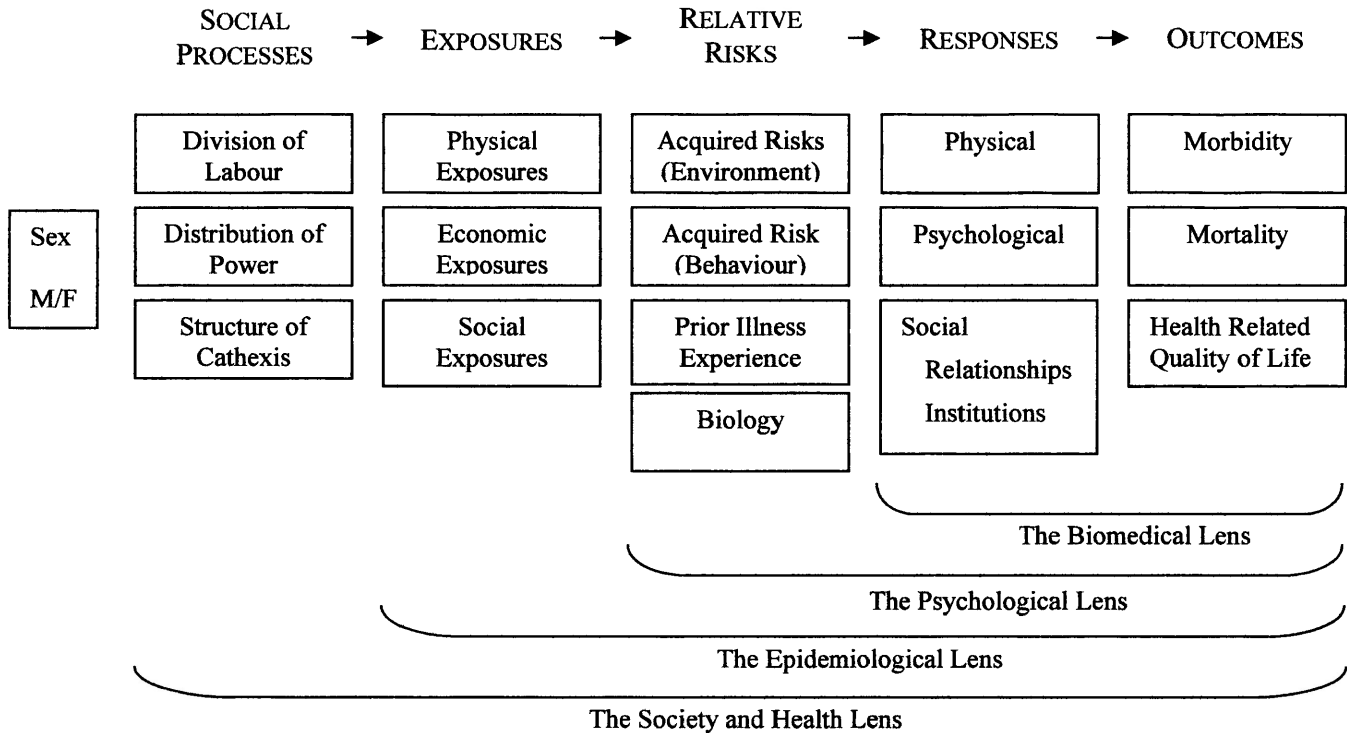 SOCIAL PROCESSES → EXPOSURES → RELATIVE RISKS → RESPONSES → OUTCOMES
Sex
M/F
Division of
Labour
Distribution of
Power
Structure of
Cathexis
Physical
Exposures
Economic
Exposures
Social
Exposures
Acquired Risks
(Environment)
Acquired Risk
(Behaviour)
Prior Illness
Experience
Biology
Physical
Psychological
Social
Relationships
Institutions
Morbidity
Mortality
Health Related
Quality of Life
The Biomedical Lens
The Psychological Lens
The Epidemiological Lens
The Society and Health Lens